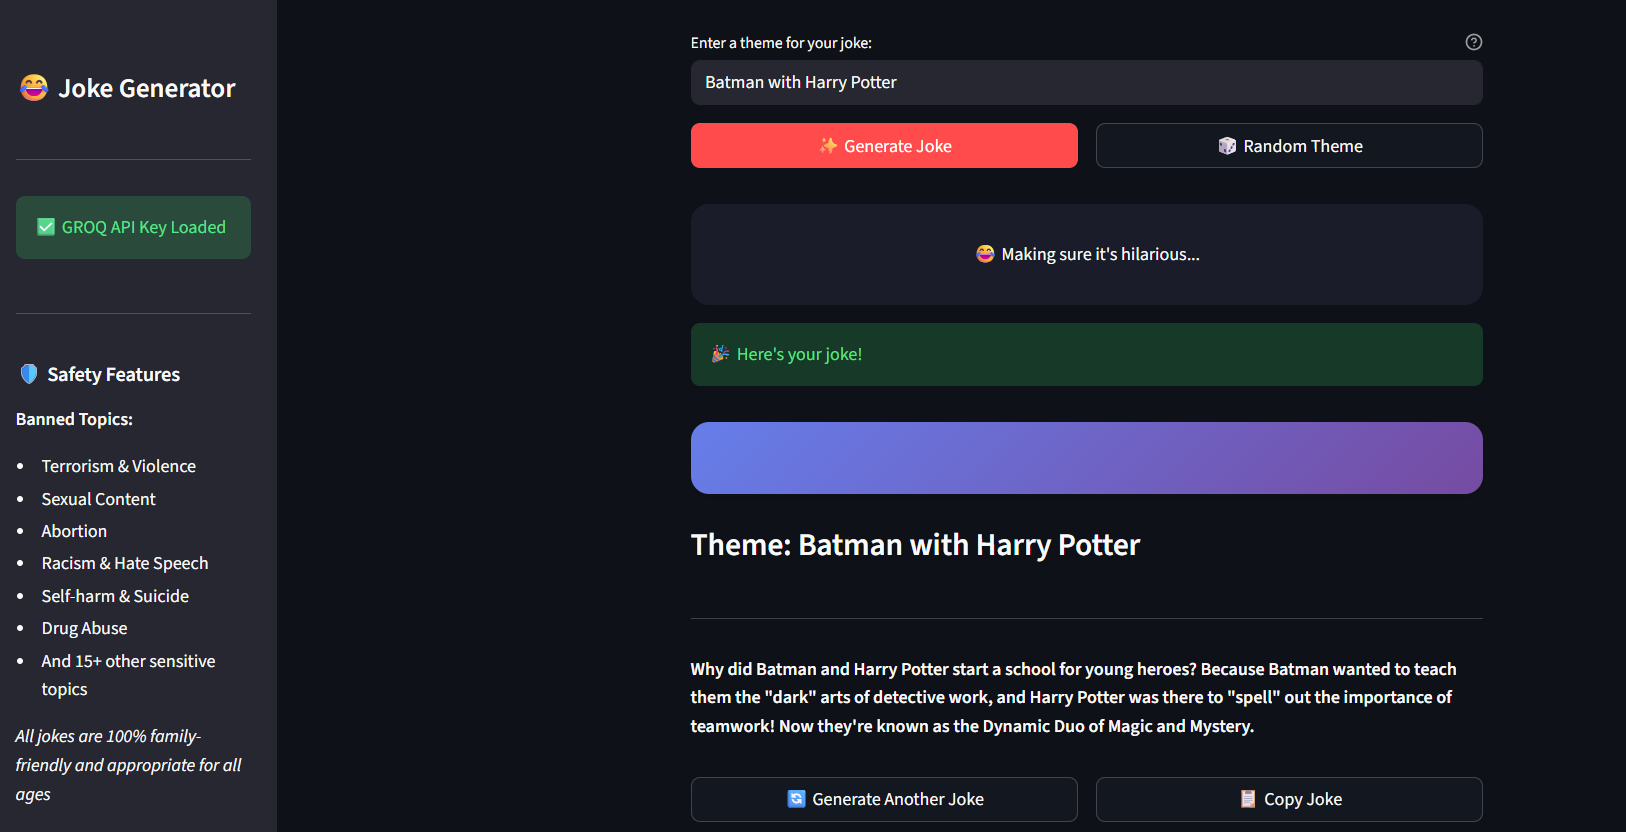 😂 Joke Generator
✅ GROQ API Key Loaded
🛡️ Safety Features
Banned Topics:
• Terrorism & Violence
• Sexual Content
• Abortion
• Racism & Hate Speech
• Self-harm & Suicide
• Drug Abuse
• And 15+ other sensitive
topics
All jokes are 100% family-
friendly and appropriate for all
ages
Enter a theme for your joke:
Batman with Harry Potter
✨ Generate Joke
🎲 Random Theme
😂 Making sure it's hilarious...
🎉 Here's your joke!
Theme: Batman with Harry Potter
Why did Batman and Harry Potter start a school for young heroes? Because Batman wanted to teach
them the "dark" arts of detective work, and Harry Potter was there to "spell" out the importance of
teamwork! Now they're known as the Dynamic Duo of Magic and Mystery.
🔄 Generate Another Joke
📋 Copy Joke